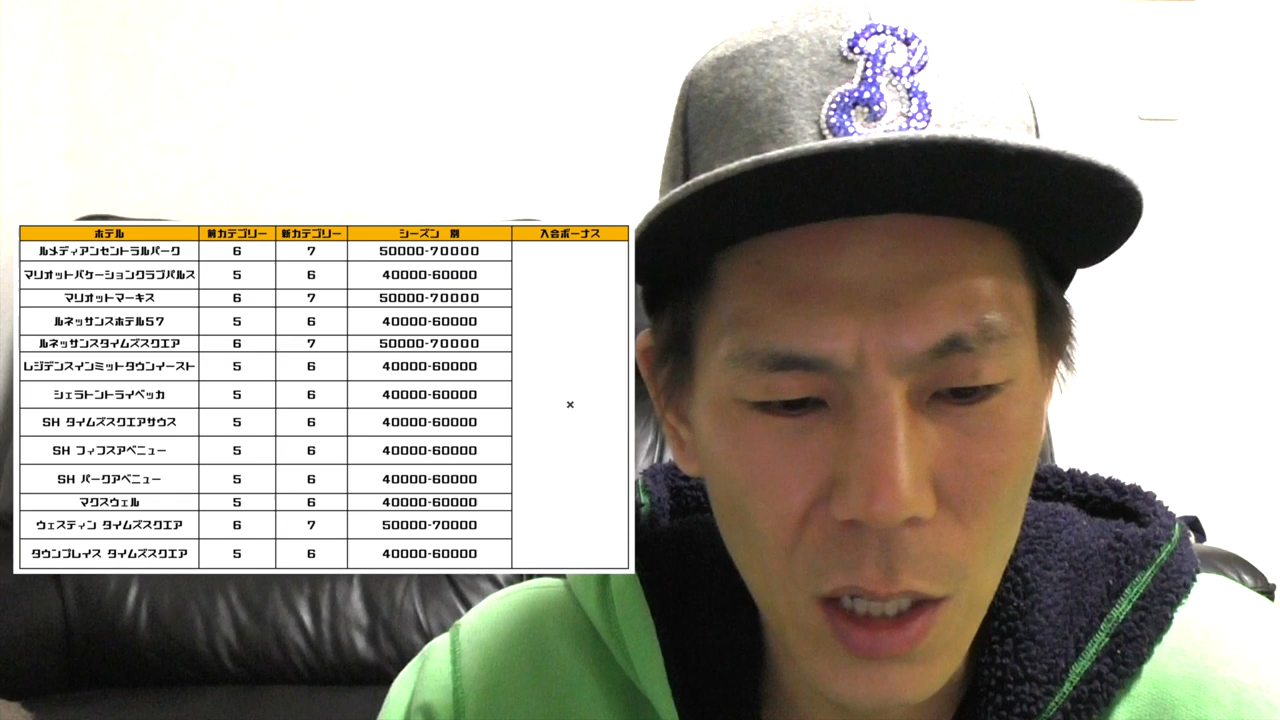 B
ホテル 前カテゴリー 新カテゴリー シーズン 別 入会ボーナス
ルメディアンセントラルパーク 6 7 50000-70000
マリオットバケーションクラブパルス 5 6 40000-60000
マリオットマーキス 6 7 50000-70000
ルネッサンスホテル57 5 6 40000-60000
ルネッサンスタイムズスクエア 6 7 50000-70000
レジデンスインミットタウンイースト 5 6 40000-60000
シェラトントライベッカ 5 6 40000-60000
×
SH タイムズスクエアサウス 5 6 40000-60000
SH フィフスアベニュー 5 6 40000-60000
SH パークアベニュー 5 6 40000-60000
マクスウェル 5 6 40000-60000
ウェスティン タイムズスクエア 6 7 50000-70000
タウンプレイス タイムズスクエア 5 6 40000-60000